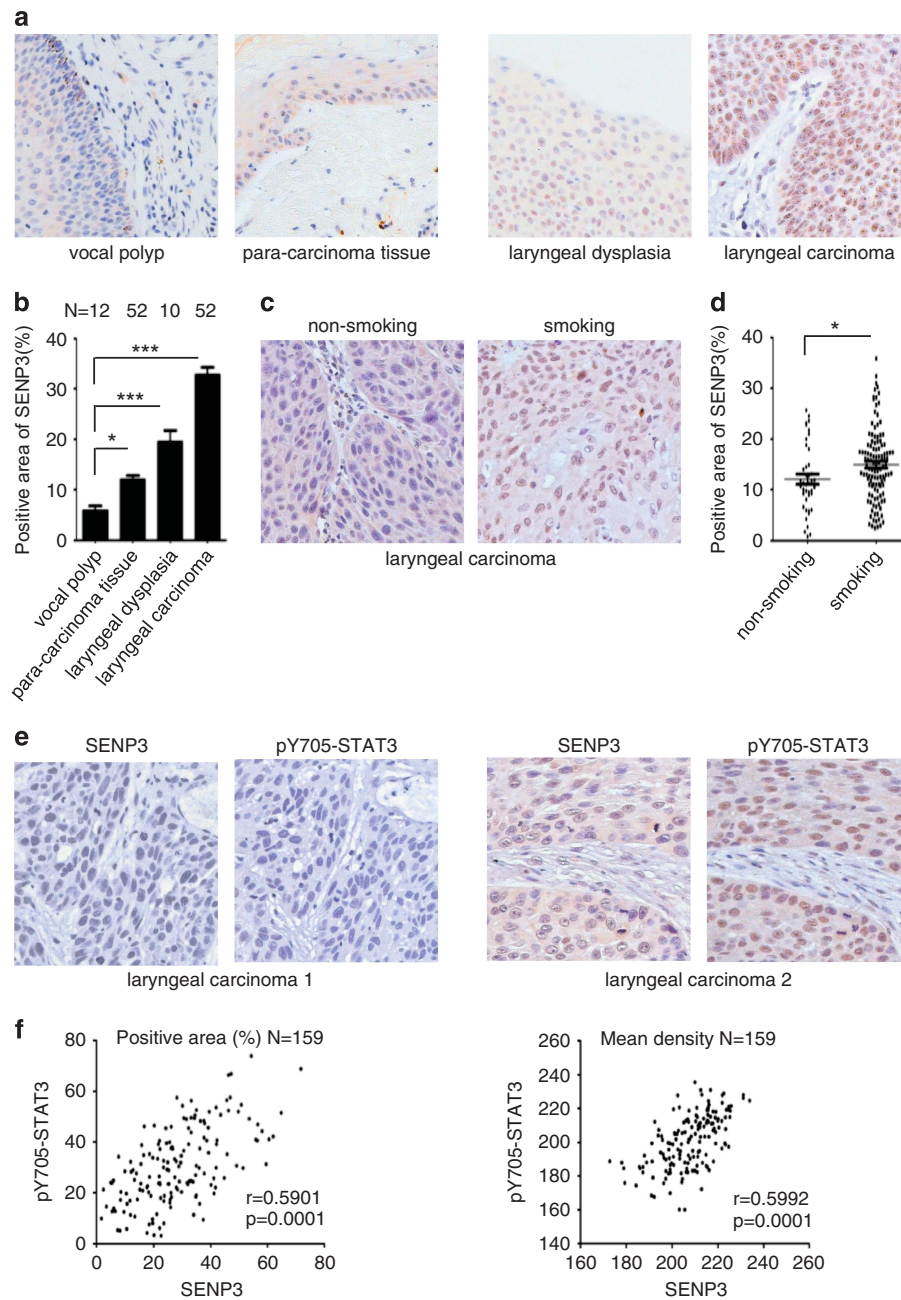 a
vocal polyp
para-carcinoma tissue
laryngeal dysplasia
laryngeal carcinoma
b
N=12 52 10 52
Positive area of SENP3(%)
40
30
20
10
0
***
***
*
vocal polyp
para-carcinoma tissue
laryngeal dysplasia
laryngeal carcinoma
c
non-smoking
smoking
laryngeal carcinoma
d
Positive area of SENP3(%)
40
30
20
10
0
*
non-smoking
smoking
e
SENP3
pY705-STAT3
SENP3
pY705-STAT3
laryngeal carcinoma 1
laryngeal carcinoma 2
f
Positive area (%) N=159
pY705-STAT3
80
60
40
20
0
r=0.5901
p=0.0001
0 20 40 60 80
SENP3
Mean density N=159
pY705-STAT3
260
240
220
200
180
160
140
r=0.5992
p=0.0001
160 180 200 220 240 260
SENP3